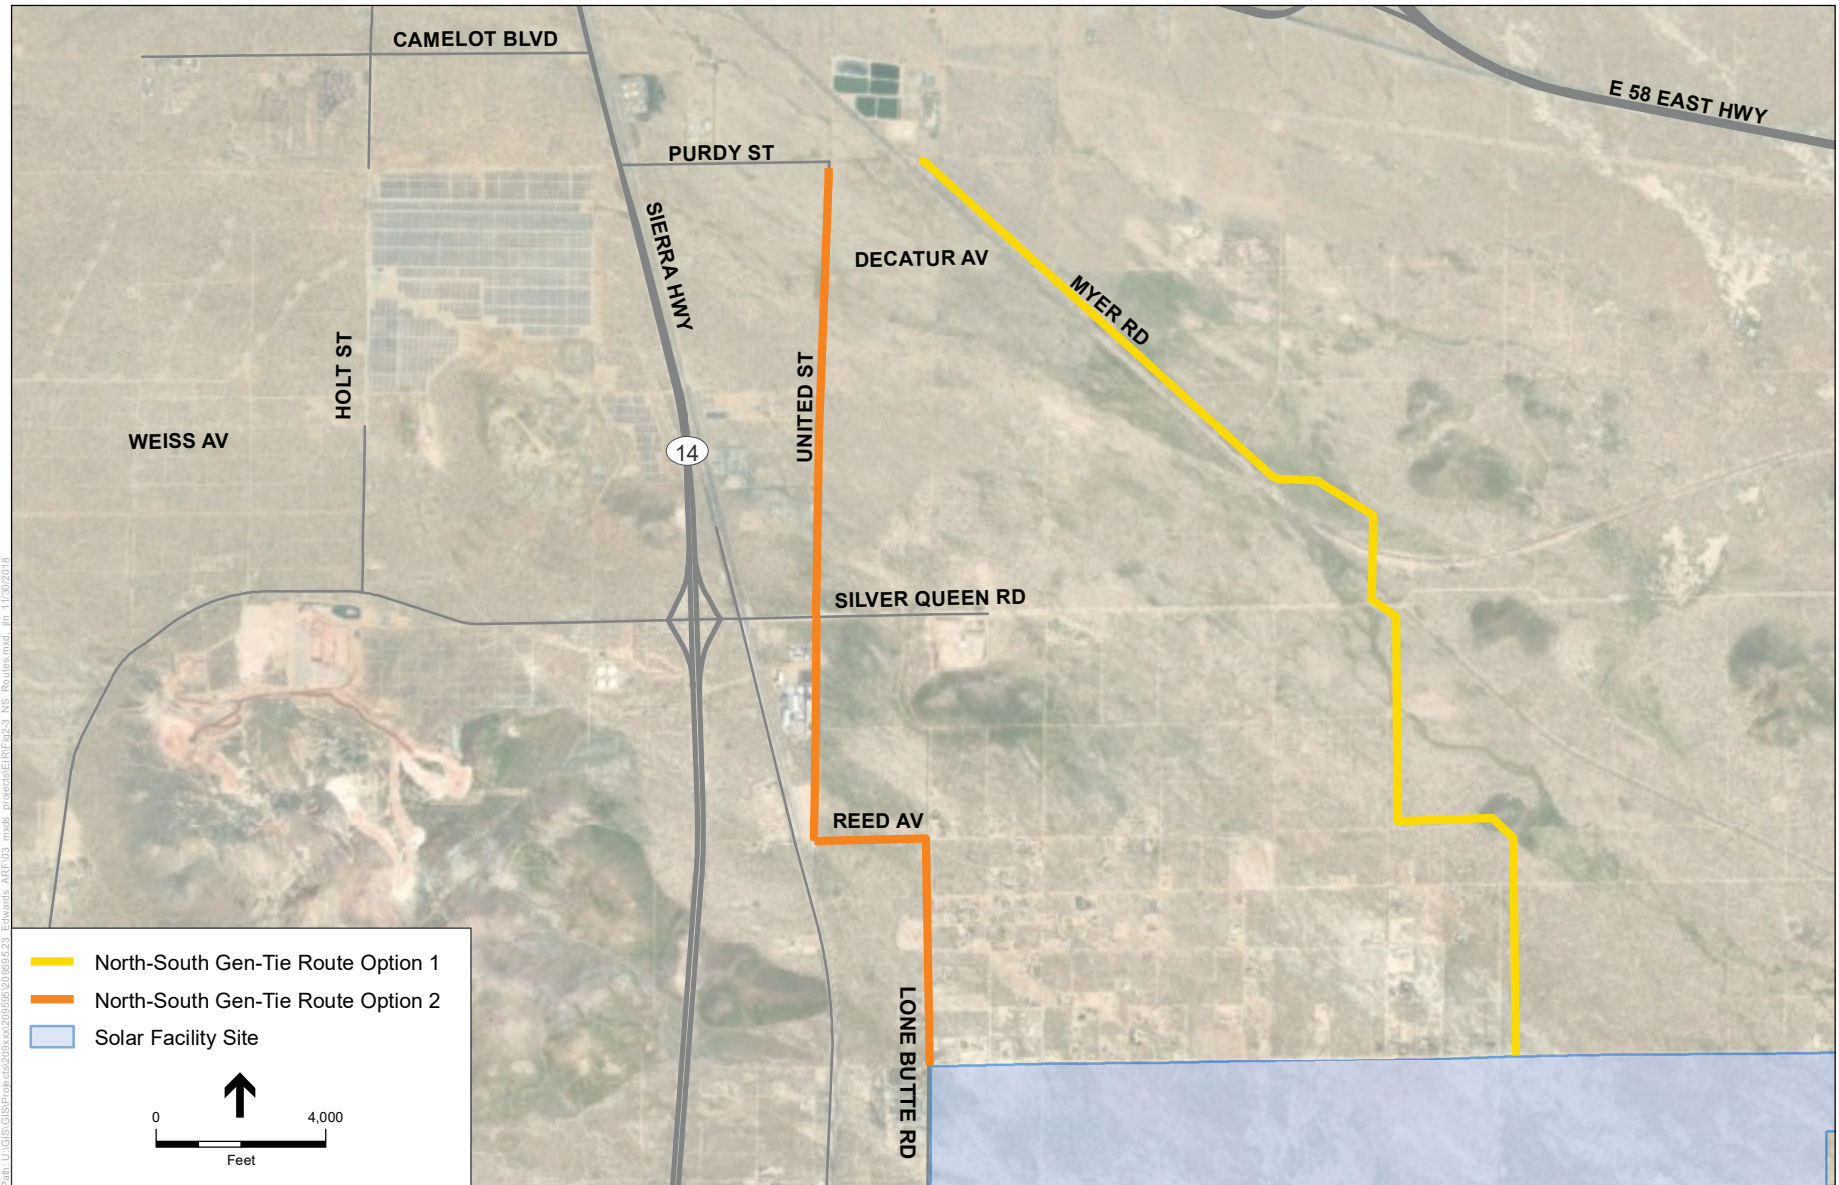 CAMELOT BLVD
E 58 EAST HWY
PURDY ST
SIERRA HWY
DECATUR AV
MYER RD
HOLT ST
UNITED ST
WEISS AV
14
SILVER QUEEN RD
REED AV
LONE BUTTE RD
North-South Gen-Tie Route Option 1
North-South Gen-Tie Route Option 2
Solar Facility Site
0 4,000
Feet